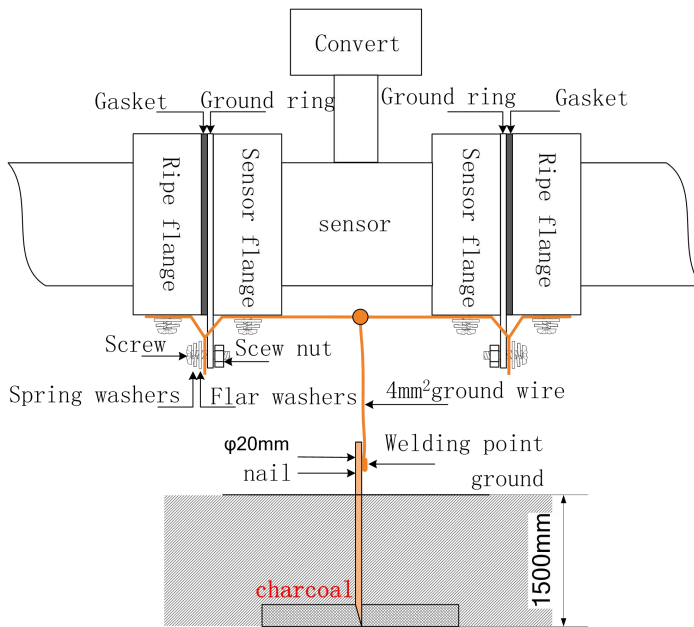 Convert
Gasket
Ground ring
Ground ring
Gasket
Ripe flange
Sensor flange
sensor
Sensor flange
Ripe flange
Screw
Scew nut
Spring washers
Flar washers
4mm²ground wire
φ20mm
Welding point
nail
ground
charcoal
1500mm